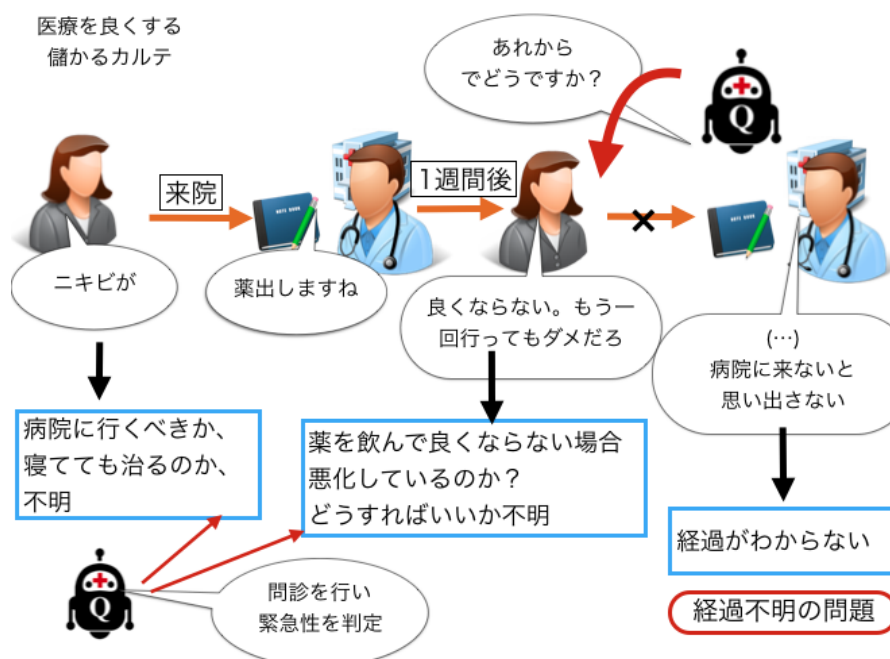 医療を良くする
儲かるカルテ
あれから
でどうですか？
Q
来院
1週間後
NOTE BOOK
NOTE BOOK
ニキビが
薬出しますね
良くならない。もう一
回行ってもダメだろ
(…)
病院に来ないと
思い出さない
病院に行くべきか、
寝てても治るのか、
不明
薬を飲んで良くならない場合
悪化しているのか？
どうすればいいか不明
経過がわからない
Q
問診を行い
緊急性を判定
経過不明の問題